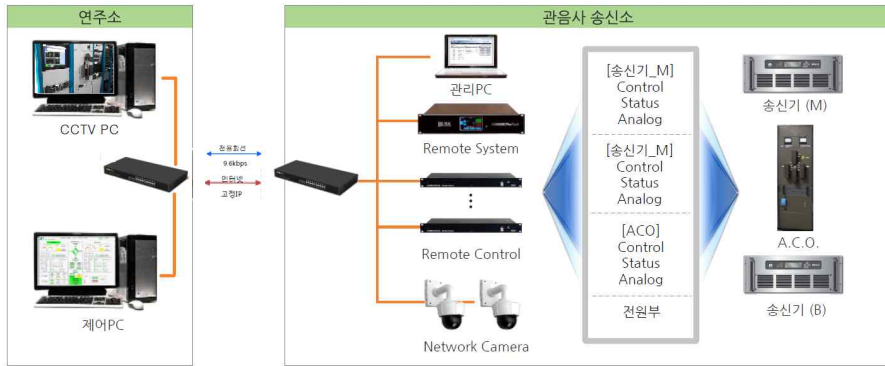 연주소
관음사 송신소
CCTV PC
제어PC
전용회선
9.6kbps
인터넷
고정IP
관리PC
Remote System
Remote Control
Network Camera
[송신기_M]
Control
Status
Analog
[송신기_M]
Control
Status
Analog
[ACO]
Control
Status
Analog
전원부
송신기 (M)
A.C.O.
송신기 (B)